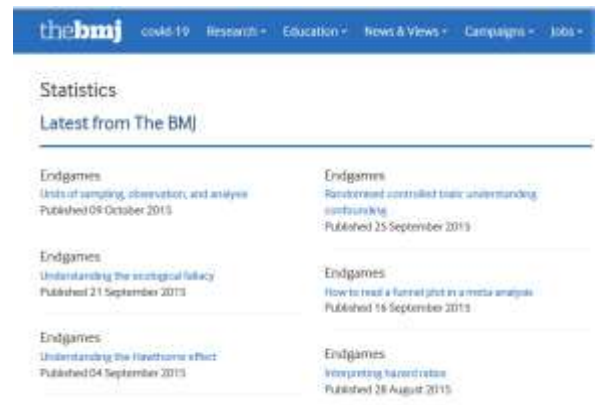 thebmj covid-19 Research Education News & Views Campaigns Jobs
Statistics
Latest from The BMJ
Endgames
Units of sampling, observation, and analysis
Published 09 October 2015
Endgames
Understanding the ecological fallacy
Published 21 September 2015
Endgames
Understanding the Hawthorne effect
Published 04 September 2015
Endgames
Randomised controlled trials: understanding
confounding
Published 25 September 2015
Endgames
How to read a funnel plot in a meta-analysis
Published 16 September 2015
Endgames
Interpreting hazard ratios
Published 28 August 2015